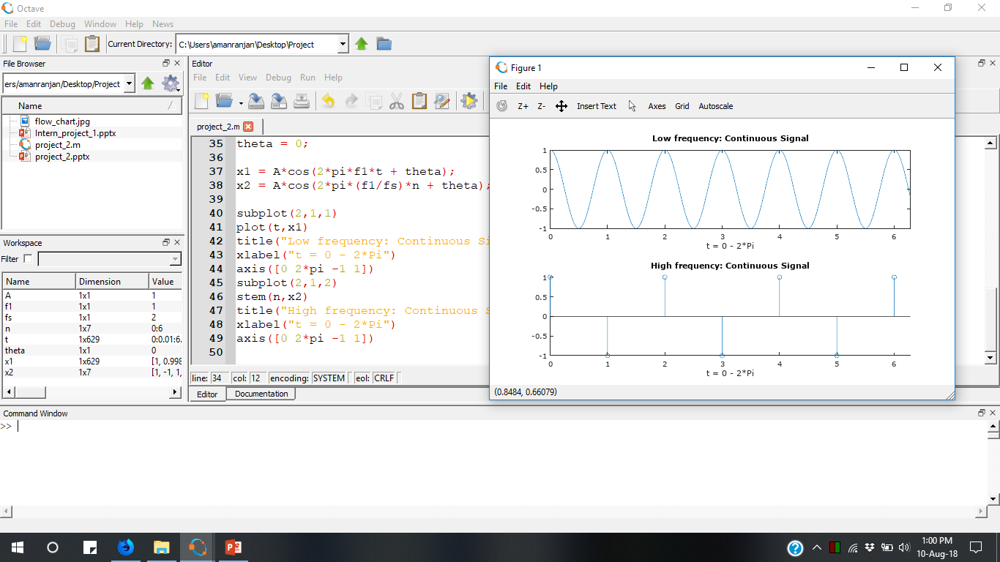 Octave
File Edit Debug Window Help News
Current Directory: C:\Users\amanranjan\Desktop\Project
File Browser
ers/amanranjan/Desktop/Project
Name
flow_chart.jpg
Intern_project_1.pptx
project_2.m
project_2.pptx
Workspace
Filter
Name Dimension Value
A 1x1 1
f1 1x1 1
fs 1x1 2
n 1x7 0:6
t 1x629 0:0.01:6.
theta 1x1 0
x1 1x629 [1, 0.998
x2 1x7 [1, -1, 1,
Editor
File Edit View Debug Run Help
project_2.m
35 theta = 0;
36
37 x1 = A*cos(2*pi*f1*t + theta);
38 x2 = A*cos(2*pi*(f1/fs)*n + theta);
39
40 subplot(2,1,1)
41 plot(t,x1)
42 title("Low frequency: Continuous Si
43 xlabel("t = 0 - 2*Pi")
44 axis([0 2*pi -1 1])
45 subplot(2,1,2)
46 stem(n,x2)
47 title("High frequency: Continuous S
48 xlabel("t = 0 - 2*Pi")
49 axis([0 2*pi -1 1])
50
line: 34 col: 12 encoding: SYSTEM eol: CRLF
Editor Documentation
Figure 1
File Edit Help
Z+ Z- Insert Text Axes Grid Autoscale
Low frequency: Continuous Signal
1
0.5
0
-0.5
-1
0 1 2 3 4 5 6
t = 0 - 2*Pi
High frequency: Continuous Signal
1
0.5
0
-0.5
-1
0 1 2 3 4 5 6
t = 0 - 2*Pi
(0.8484, 0.66079)
Command Window
>>
1:00 PM
10-Aug-18